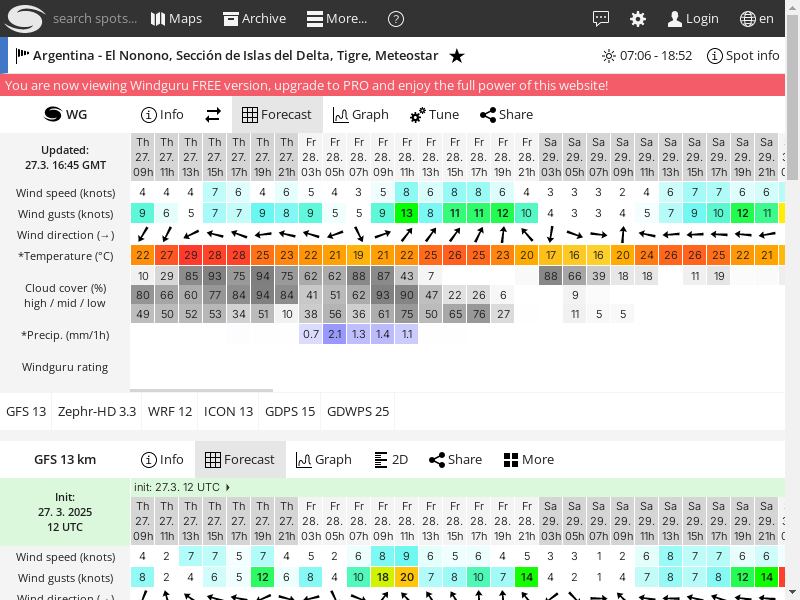 search spots... Maps Archive More... ? Login en
Argentina - El Nonono, Sección de Islas del Delta, Tigre, Meteostar ★ 07:06 - 18:52 Spot info
You are now viewing Windguru FREE version, upgrade to PRO and enjoy the full power of this website!
WG Info Forecast Graph Tune Share
Updated:
27.3. 16:45 GMT
Th Th Th Th Th Th Th Fr Fr Fr Fr Fr Fr Fr Fr Fr Fr Sa Sa Sa Sa Sa Sa Sa Sa Sa Sa
27. 27. 27. 27. 27. 27. 27. 28. 28. 28. 28. 28. 28. 28. 28. 28. 28. 29. 29. 29. 29. 29. 29. 29. 29. 29. 29.
09h 11h 13h 15h 17h 19h 21h 03h 05h 07h 09h 11h 13h 15h 17h 19h 21h 03h 05h 07h 09h 11h 13h 15h 17h 19h 21h
Wind speed (knots) 4 4 4 7 6 4 6 5 4 3 5 8 6 8 8 6 4 3 3 3 2 4 6 7 7 6 6
Wind gusts (knots) 9 6 5 7 7 9 8 9 5 5 9 13 8 11 11 12 10 4 3 3 4 5 7 9 10 12 11
Wind direction (→)
*Temperature (°C) 22 27 29 28 28 25 23 22 21 19 21 22 25 26 25 23 20 17 16 16 20 24 26 26 25 22 21
Cloud cover (%)
high / mid / low
10 29 85 93 75 94 75 62 62 88 87 43 7 88 66 39 18 18 11 19
80 66 60 77 84 94 84 41 51 62 93 90 47 22 26 6 9
49 50 52 53 34 51 10 38 56 36 61 75 50 65 76 27 11 5 5
*Precip. (mm/1h) 0.7 2.1 1.3 1.4 1.1
Windguru rating
GFS 13 Zephr-HD 3.3 WRF 12 ICON 13 GDPS 15 GDWPS 25
GFS 13 km Info Forecast Graph 2D Share More
init: 27.3. 12 UTC
Init:
27. 3. 2025
12 UTC
Th Th Th Th Th Th Th Fr Fr Fr Fr Fr Fr Fr Fr Fr Fr Sa Sa Sa Sa Sa Sa Sa Sa Sa Sa
27. 27. 27. 27. 27. 27. 27. 28. 28. 28. 28. 28. 28. 28. 28. 28. 28. 29. 29. 29. 29. 29. 29. 29. 29. 29. 29.
09h 11h 13h 15h 17h 19h 21h 03h 05h 07h 09h 11h 13h 15h 17h 19h 21h 03h 05h 07h 09h 11h 13h 15h 17h 19h 21h
Wind speed (knots) 4 2 7 7 5 7 4 5 2 6 8 9 6 5 6 4 5 3 3 1 2 6 8 7 7 6 6
Wind gusts (knots) 8 2 4 6 5 12 6 8 4 10 18 20 7 8 10 7 14 4 2 1 4 7 8 7 8 12 14
Wind direction (→)